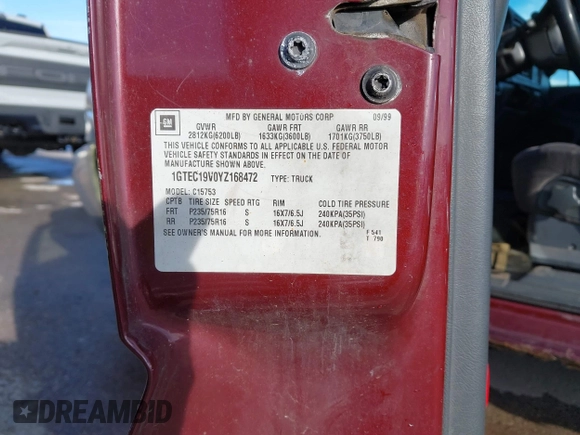 GM
MFD BY GENERAL MOTORS CORP 09/99
GVWR GAWR FRT GAWR RR
2812KG(6200LB) 1633KG(3600LB) 1701KG(3750LB)
THIS VEHICLE CONFORMS TO ALL APPLICABLE U.S. FEDERAL MOTOR
VEHICLE SAFETY STANDARDS IN EFFECT ON THE DATE OF
MANUFACTURE SHOWN ABOVE.
1GTEC19V0YZ168472 TYPE: TRUCK
MODEL: C15753
CPTB TIRE SIZE SPEED RTG RIM COLD TIRE PRESSURE
FRT P235/75R16 S 16X7/6.5J 240KPA(35PSI)
RR P235/75R16 S 16X7/6.5J 240KPA(35PSI)
SEE OWNER'S MANUAL FOR MORE INFORMATION. F 541
T 790
DREAMBID